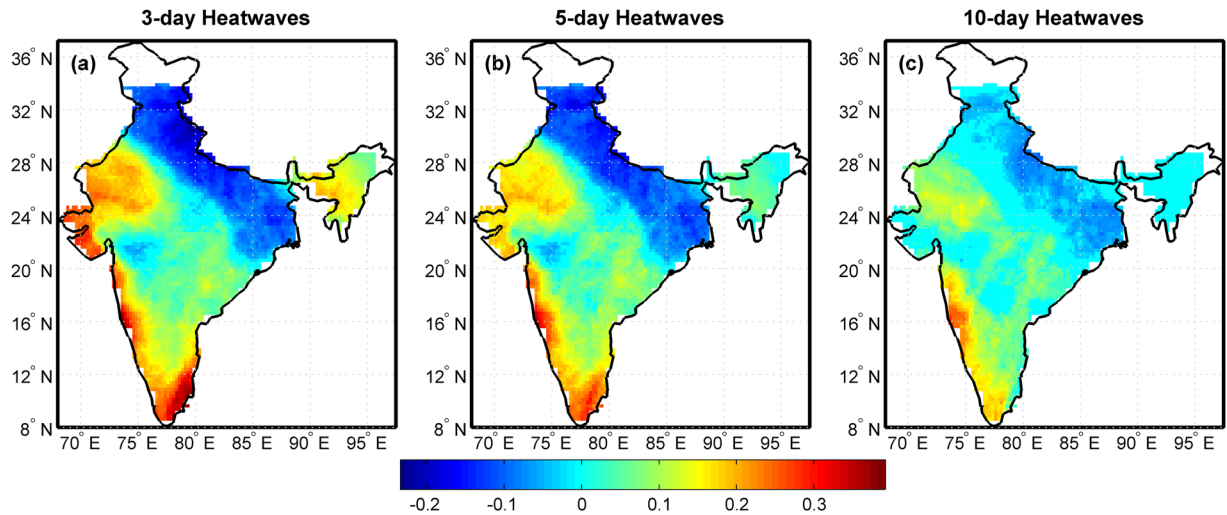 3-day Heatwaves
5-day Heatwaves
10-day Heatwaves
(a)
36° N
32° N
28° N
24° N
20° N
16° N
12° N
8° N
70° E 75° E 80° E 85° E 90° E 95° E
(b)
36° N
32° N
28° N
24° N
20° N
16° N
12° N
8° N
70° E 75° E 80° E 85° E 90° E 95° E
(c)
36° N
32° N
28° N
24° N
20° N
16° N
12° N
8° N
70° E 75° E 80° E 85° E 90° E 95° E
-0.2 -0.1 0 0.1 0.2 0.3